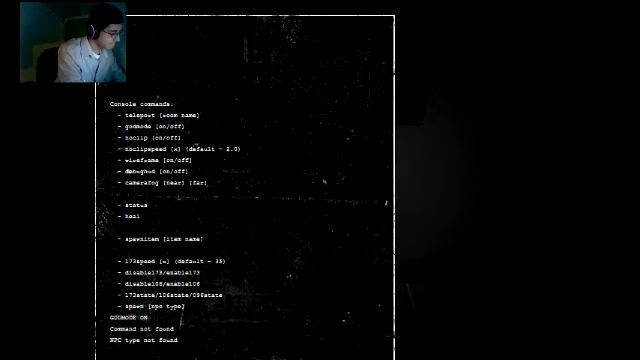 Console commands:
- teleport [room name]
- godmode [on/off]
- noclip [on/off]
- noclipspeed [x] (default = 2.0)
- wireframe [on/off]
- debughud [on/off]
- camerafog [near] [far]
- status
- heal
- spawnitem [item name]
- 173speed [x] (default = 35)
- disable173/enable173
- disable106/enable106
- 173state/106state/096state
- spawn [npc type]
GODMODE ON
Command not found
NPC type not found